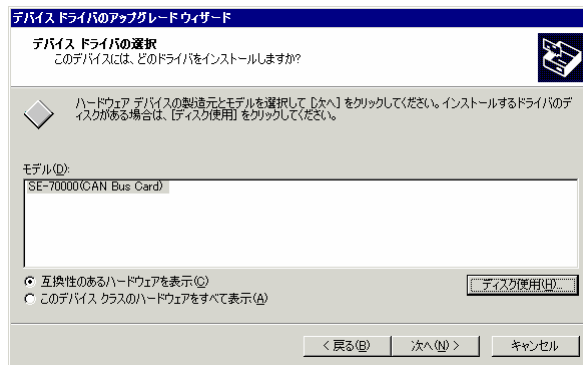 デバイス ドライバのアップグレード ウィザード
デバイス ドライバの選択
このデバイスには、どのドライバをインストールしますか?
ハードウェア デバイスの製造元とモデルを選択して [次へ] をクリックしてください。インストールするドライバのデ
ィスクがある場合は、[ディスク使用] をクリックしてください。
モデル(D):
SE-70000(CAN Bus Card)
互換性のあるハードウェアを表示(C)
このデバイス クラスのハードウェアをすべて表示(A)
ディスク使用(H)...
< 戻る(B)
次へ(N) >
キャンセル